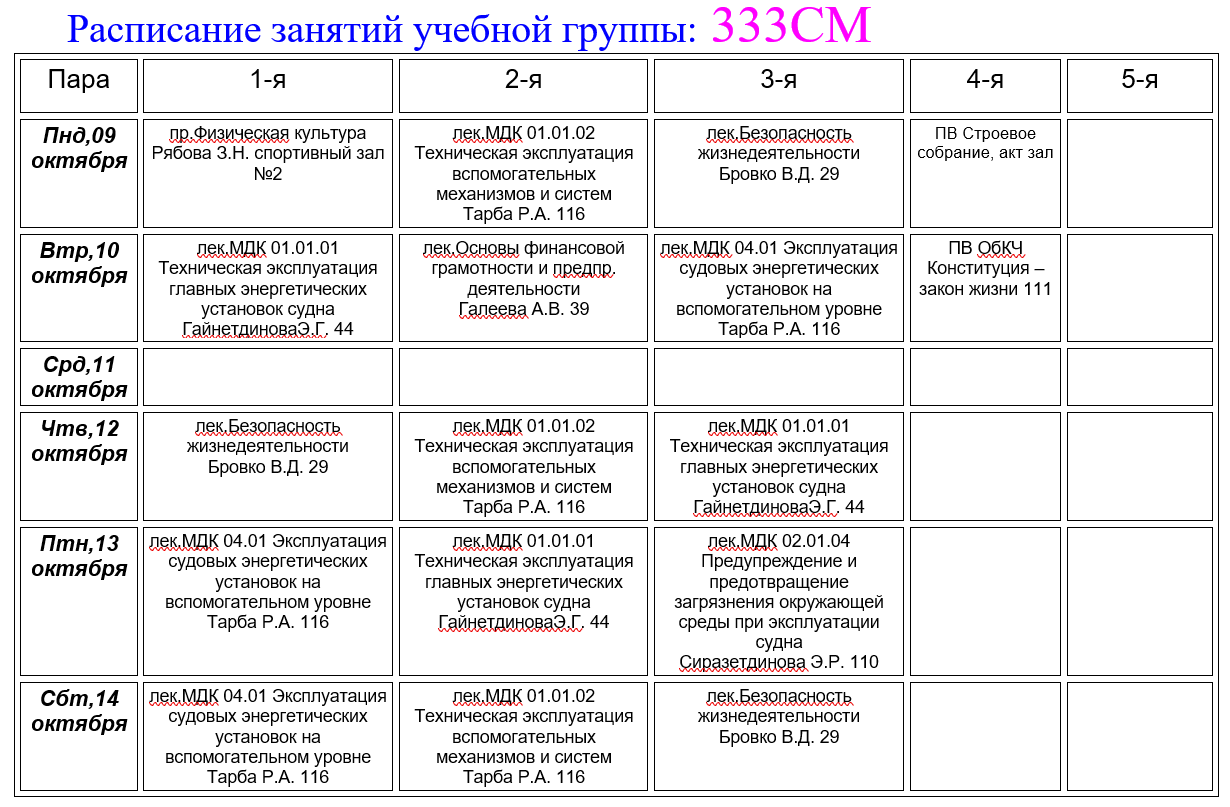 Расписание занятий учебной группы: 333СМ
Пара
1-я
2-я
3-я
4-я
5-я
Пнд,09
октября
пр.Физическая культура
Рябова З.Н. спортивный зал
№2
лек.МДК 01.01.02
Техническая эксплуатация
вспомогательных
механизмов и систем
Тарба Р.А. 116
лек.Безопасность
жизнедеятельности
Бровко В.Д. 29
ПВ Строевое
собрание, акт зал
Втр,10
октября
лек.МДК 01.01.01
Техническая эксплуатация
главных энергетических
установок судна
ГайнетдиноваЭ.Г. 44
лек.Основы финансовой
грамотности и предпр.
деятельности
Галеева А.В. 39
лек.МДК 04.01 Эксплуатация
судовых энергетических
установок на
вспомогательном уровне
Тарба Р.А. 116
ПВ ОбКЧ
Конституция –
закон жизни 111
Срд,11
октября
Чтв,12
октября
лек.Безопасность
жизнедеятельности
Бровко В.Д. 29
лек.МДК 01.01.02
Техническая эксплуатация
вспомогательных
механизмов и систем
Тарба Р.А. 116
лек.МДК 01.01.01
Техническая эксплуатация
главных энергетических
установок судна
ГайнетдиноваЭ.Г. 44
Птн,13
октября
лек.МДК 04.01 Эксплуатация
судовых энергетических
установок на
вспомогательном уровне
Тарба Р.А. 116
лек.МДК 01.01.01
Техническая эксплуатация
главных энергетических
установок судна
ГайнетдиноваЭ.Г. 44
лек.МДК 02.01.04
Предупреждение и
предотвращение
загрязнения окружающей
среды при эксплуатации
судна
Сиразетдинова Э.Р. 110
Сбт,14
октября
лек.МДК 04.01 Эксплуатация
судовых энергетических
установок на
вспомогательном уровне
Тарба Р.А. 116
лек.МДК 01.01.02
Техническая эксплуатация
вспомогательных
механизмов и систем
Тарба Р.А. 116
лек.Безопасность
жизнедеятельности
Бровко В.Д. 29